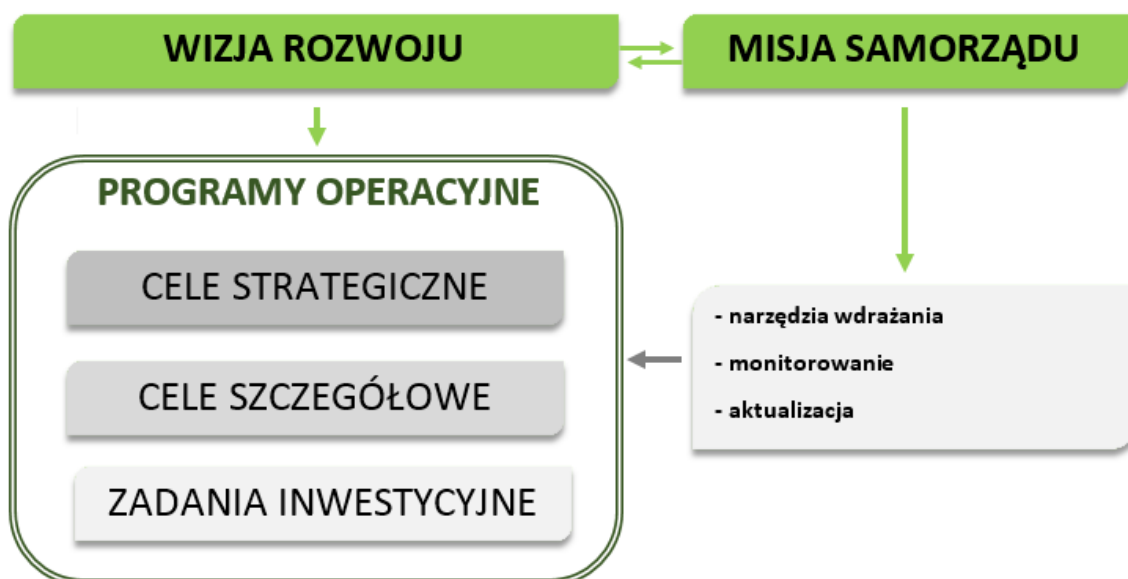 WIZJA ROZWOJU
MISJA SAMORZĄDU
PROGRAMY OPERACYJNE
CELE STRATEGICZNE
CELE SZCZEGÓŁOWE
ZADANIA INWESTYCYJNE
- narzędzia wdrażania
- monitorowanie
- aktualizacja